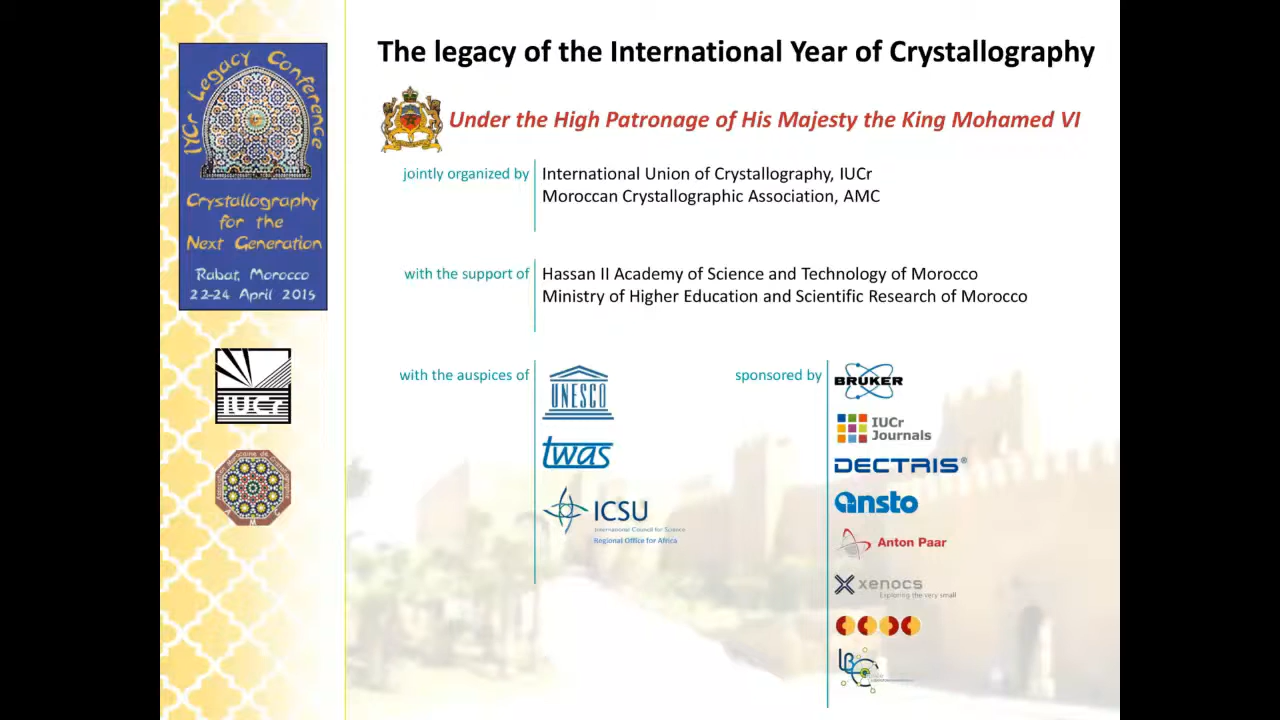 IUCr Legacy Conference
Crystallography
for the
Next Generation
Rabat, Morocco
22-24 April 2015
IUCr
The legacy of the International Year of Crystallography
Under the High Patronage of His Majesty the King Mohamed VI
jointly organized by
International Union of Crystallography, IUCr
Moroccan Crystallographic Association, AMC
with the support of
Hassan II Academy of Science and Technology of Morocco
Ministry of Higher Education and Scientific Research of Morocco
with the auspices of
UNESCO
twas
ICSU
International Council for Science
Regional Office for Africa
sponsored by
BRUKER
IUCr
Journals
DECTRIS®
ansto
Anton Paar
xenocs
Exploring the very small
CCDC